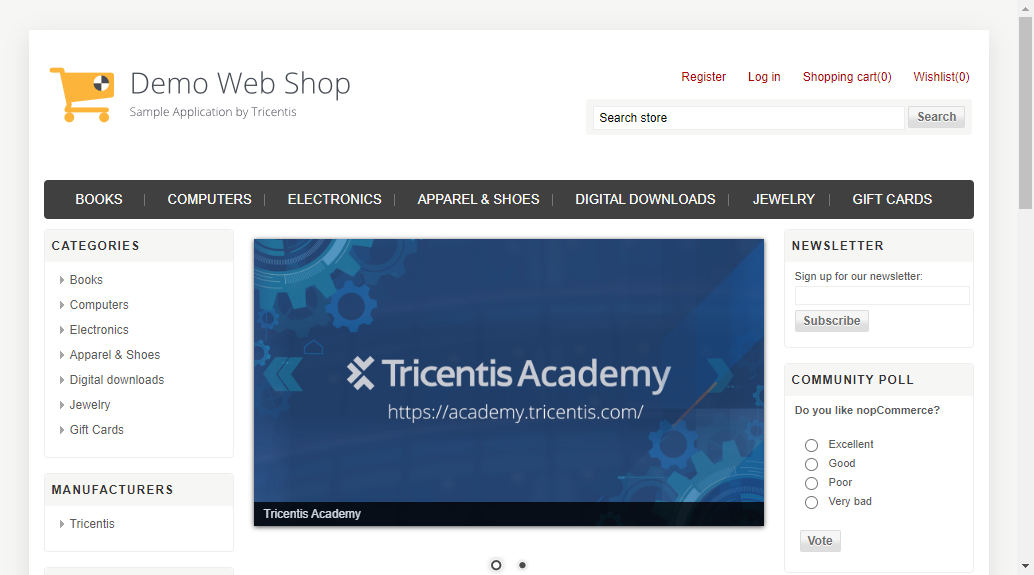 Demo Web Shop
Sample Application by Tricentis
Register Log in Shopping cart(0) Wishlist(0)
Search store Search
BOOKS COMPUTERS ELECTRONICS APPAREL & SHOES DIGITAL DOWNLOADS JEWELRY GIFT CARDS
CATEGORIES
Books
Computers
Electronics
Apparel & Shoes
Digital downloads
Jewelry
Gift Cards
MANUFACTURERS
Tricentis
Tricentis Academy
https://academy.tricentis.com/
Tricentis Academy
NEWSLETTER
Sign up for our newsletter:
Subscribe
COMMUNITY POLL
Do you like nopCommerce?
Excellent
Good
Poor
Very bad
Vote